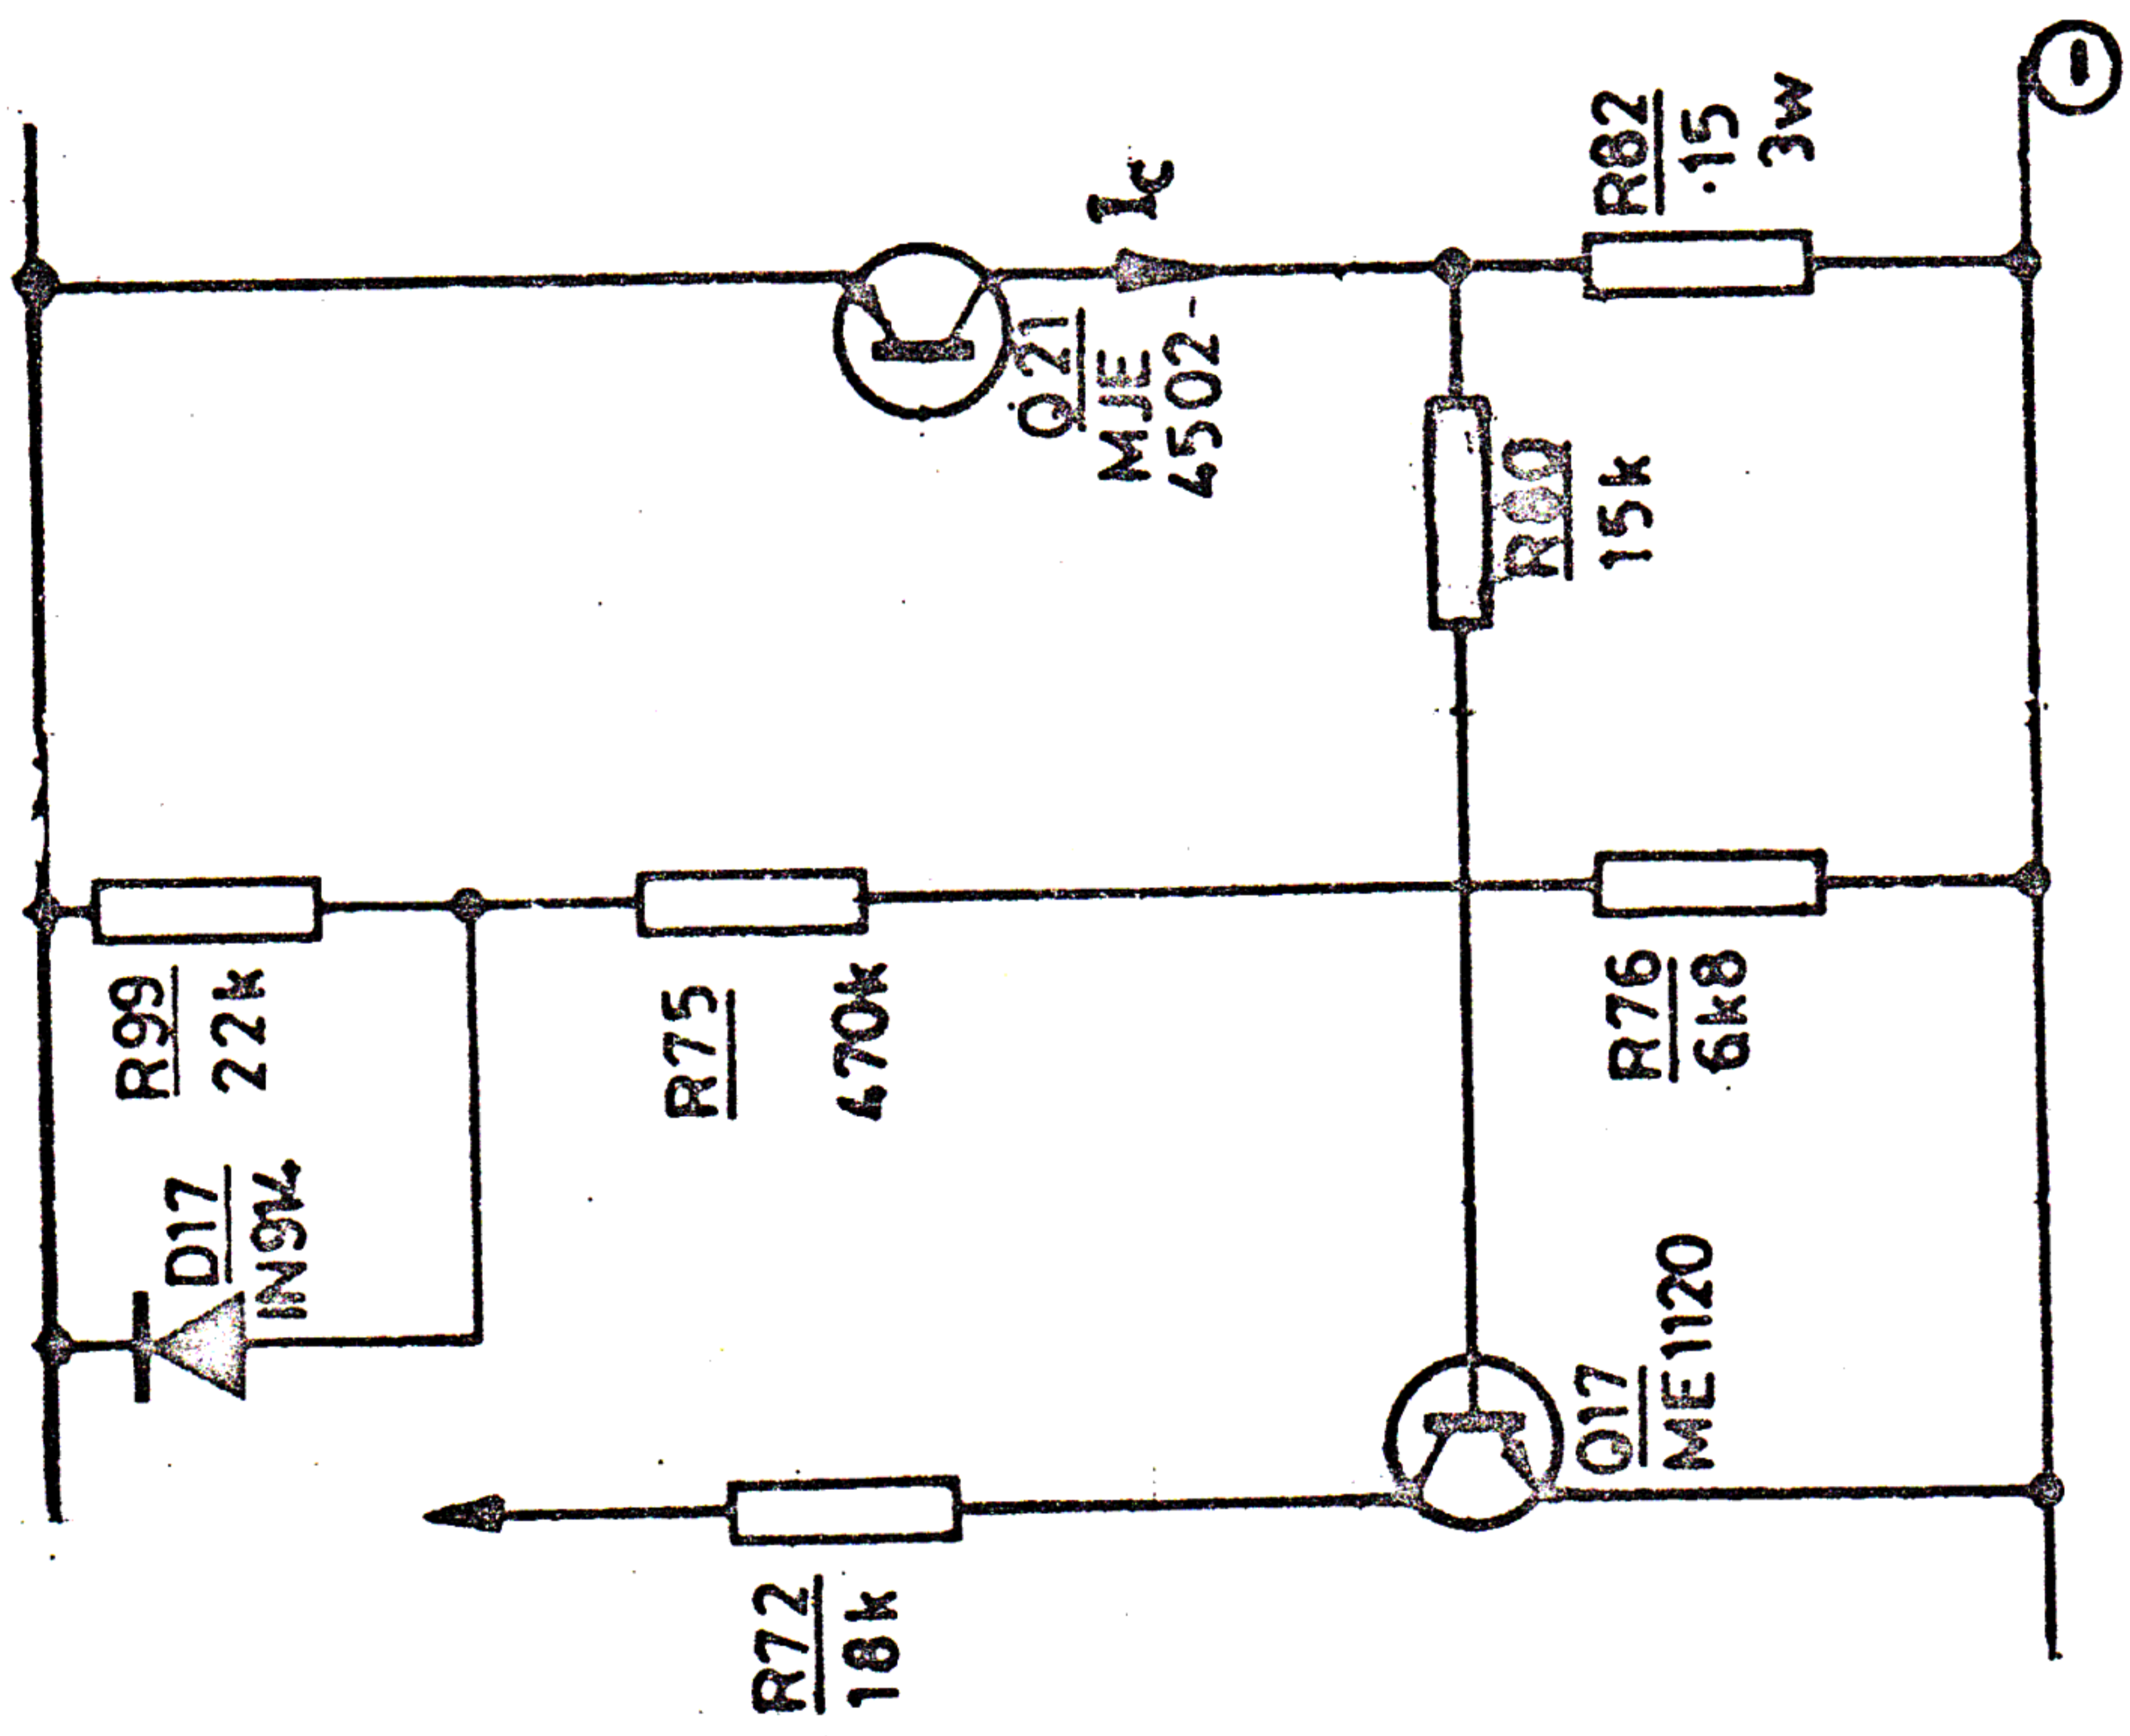 R99
22k
D17
IN914
R75
470k
R72
18k
Q21
MJE
4502
Ic
R80
15k
Q17
ME1120
R76
6k8
R82
·15
3W
−